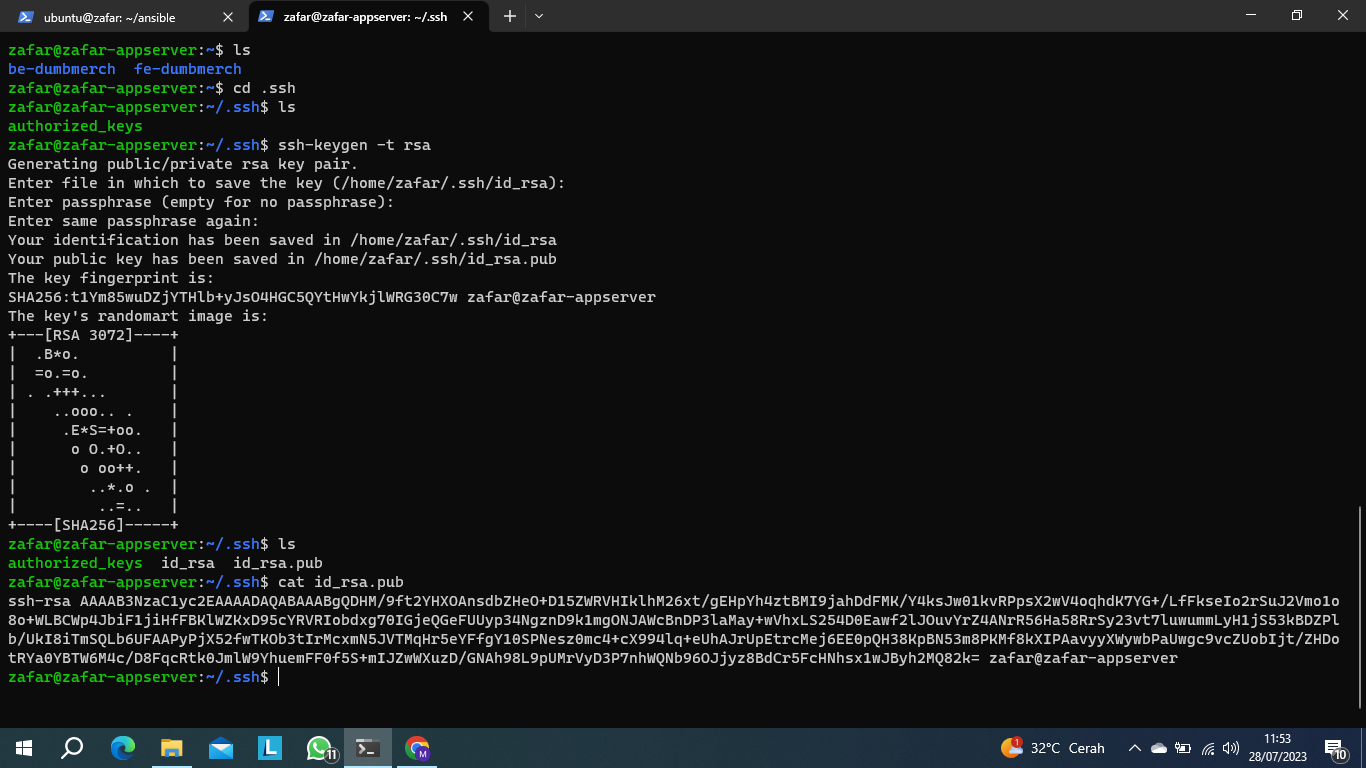 ubuntu@zafar: ~/ansible
zafar@zafar-appserver: ~/.ssh
zafar@zafar-appserver:~$ ls
be-dumbmerch  fe-dumbmerch
zafar@zafar-appserver:~$ cd .ssh
zafar@zafar-appserver:~/.ssh$ ls
authorized_keys
zafar@zafar-appserver:~/.ssh$ ssh-keygen -t rsa
Generating public/private rsa key pair.
Enter file in which to save the key (/home/zafar/.ssh/id_rsa):
Enter passphrase (empty for no passphrase):
Enter same passphrase again:
Your identification has been saved in /home/zafar/.ssh/id_rsa
Your public key has been saved in /home/zafar/.ssh/id_rsa.pub
The key fingerprint is:
SHA256:t1Ym85wuDZjYTHlb+yJsO4HGC5QYtHwYkjlWRG30C7w zafar@zafar-appserver
The key's randomart image is:
+---[RSA 3072]----+
|  .B*o.          |
|  =o.=o.         |
| . .+++...       |
|    ..ooo.. .    |
|     .E*S=+oo.   |
|      o O.+O..   |
|       o oo++.   |
|        ..*.o .  |
|         ..=..   |
+----[SHA256]-----+
zafar@zafar-appserver:~/.ssh$ ls
authorized_keys  id_rsa  id_rsa.pub
zafar@zafar-appserver:~/.ssh$ cat id_rsa.pub
ssh-rsa AAAAB3NzaC1yc2EAAAADAQABAAABgQDHM/9ft2YHXOAnsdbZHeO+D15ZWRVHIklhM26xt/gEHpYh4ztBMI9jahDdFMK/Y4ksJw01kvRPpsX2wV4oqhdK7YG+/LfFkseIo2rSuJ2Vmo1o
8o+WLBCWp4JbiF1jiHfFBKlWZKxD95cYRVRIobdxg70IGjeQGeFUUyp34NgznD9k1mgONJAWcBnDP3laMay+wVhxLS254D0Eawf2lJOuvYrZ4ANrR56Ha58RrSy23vt7luwummLyH1jS53kBDZPl
b/UkI8iTmSQLb6UFAAPyPjX52fwTKOb3tIrMcxmN5JVTMqHr5eYFfgY10SPNesz0mc4+cX994lq+eUhAJrUpEtrcMej6EE0pQH38KpBN53m8PKMf8kXIPAavyyXWywbPaUwgc9vcZUobIjt/ZHDo
tRYa0YBTW6M4c/D8FqcRtk0JmlW9YhuemFF0f5S+mIJZwWXuzD/GNAh98L9pUMrVyD3P7nhWQNb96OJjyz8BdCr5FcHNhsx1wJByh2MQ82k= zafar@zafar-appserver
zafar@zafar-appserver:~/.ssh$
L
11
M
1
32°C  Cerah
11:53
28/07/2023
10